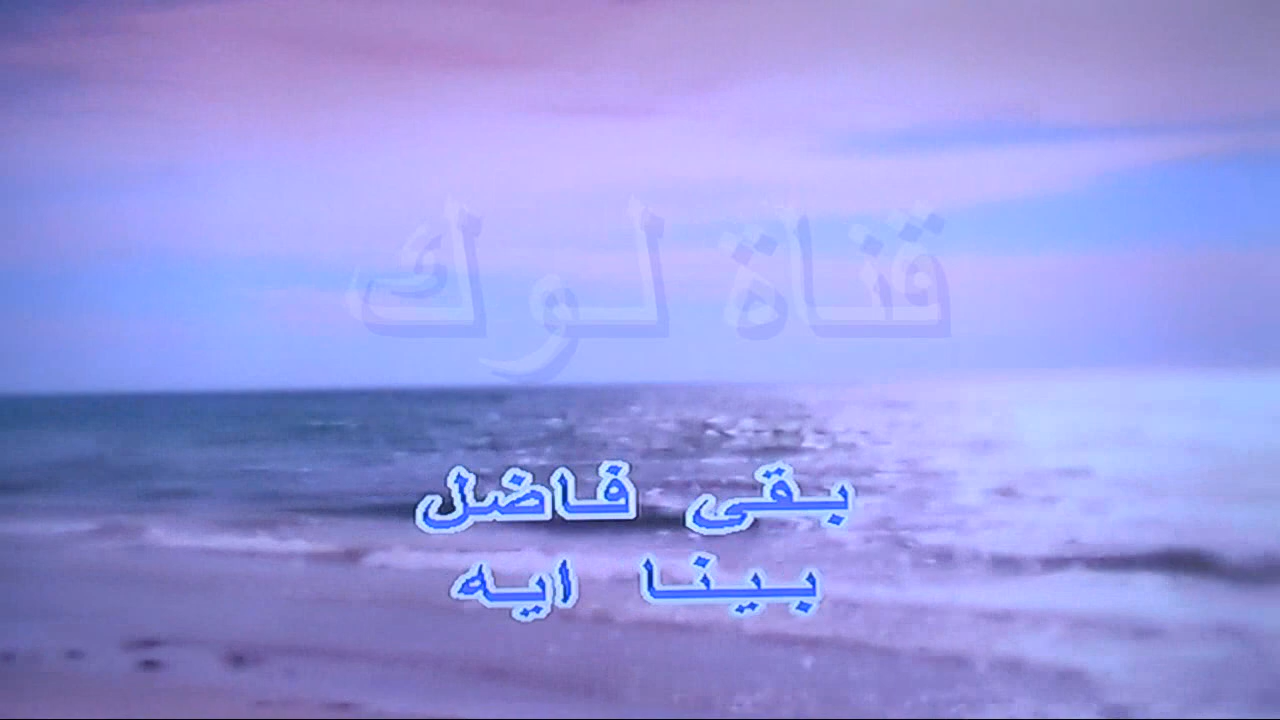 قناة لوك
بقى فاضل
بينا ايه